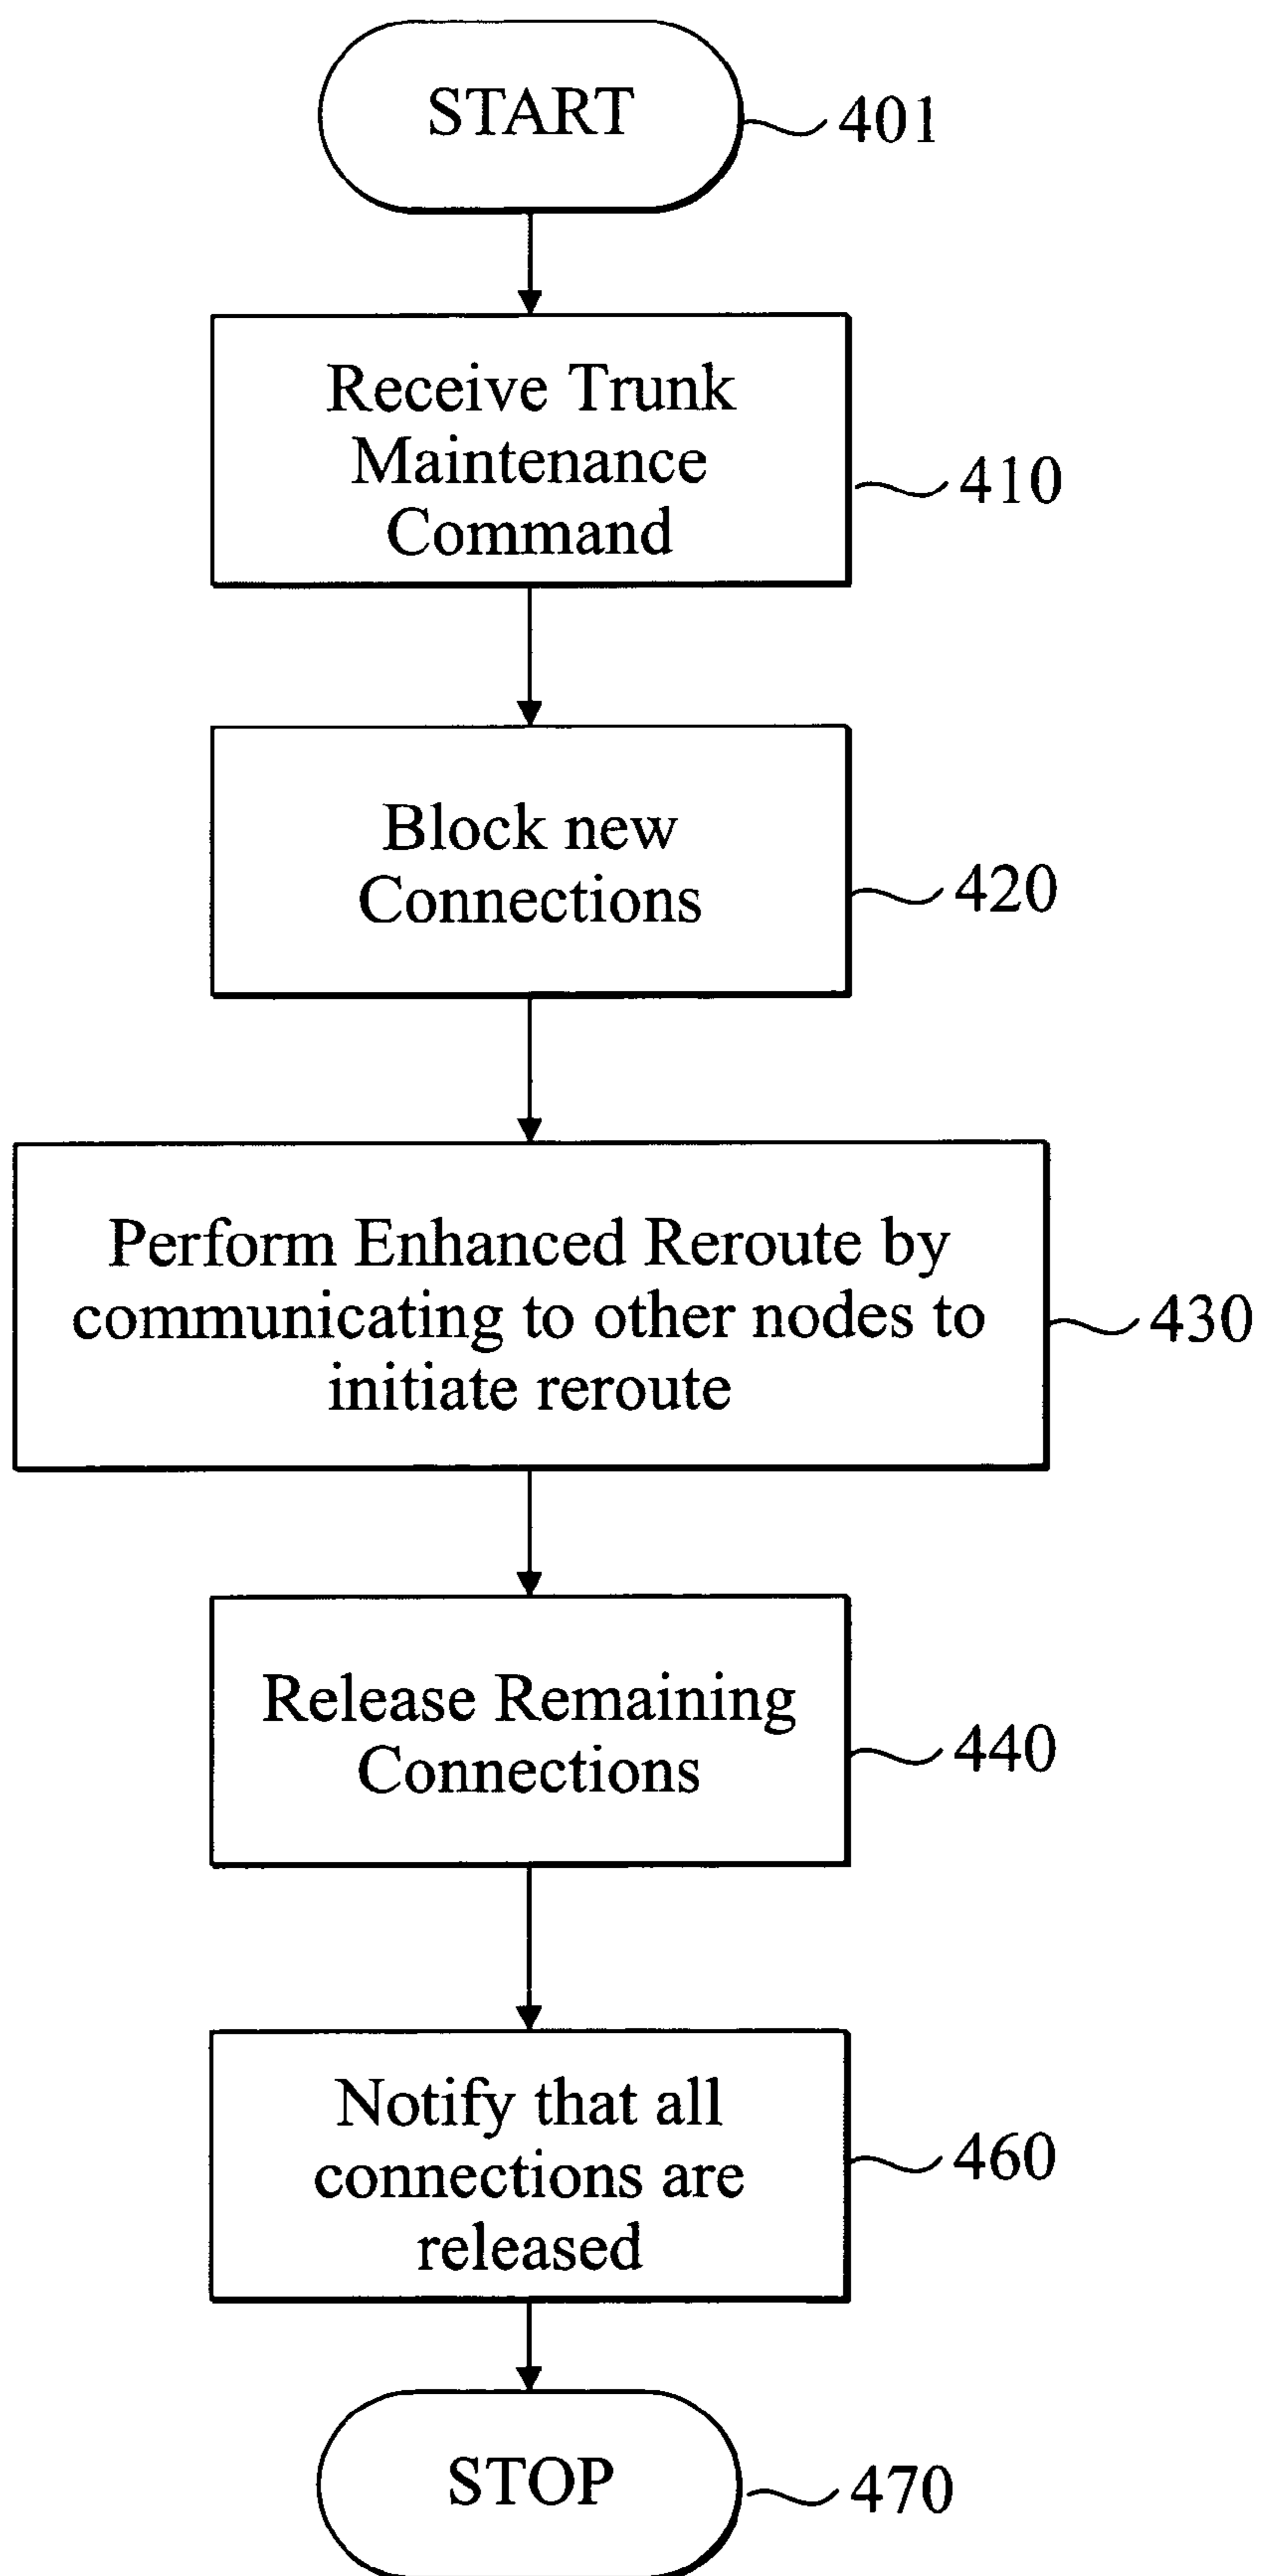 START
401
Receive Trunk
Maintenance
Command
410
Block new
Connections
420
Perform Enhanced Reroute by
communicating to other nodes to
initiate reroute
430
Release Remaining
Connections
440
Notify that all
connections are
released
460
STOP
470